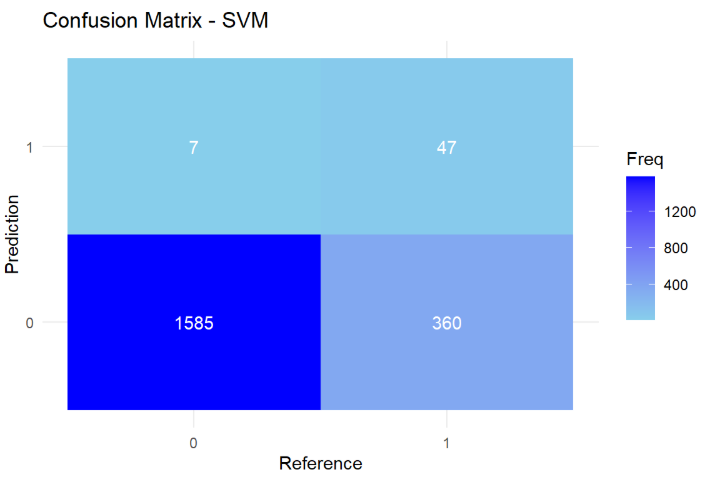 Confusion Matrix - SVM
Prediction
1
0
7
47
1585
360
0
1
Reference
Freq
1200
800
400